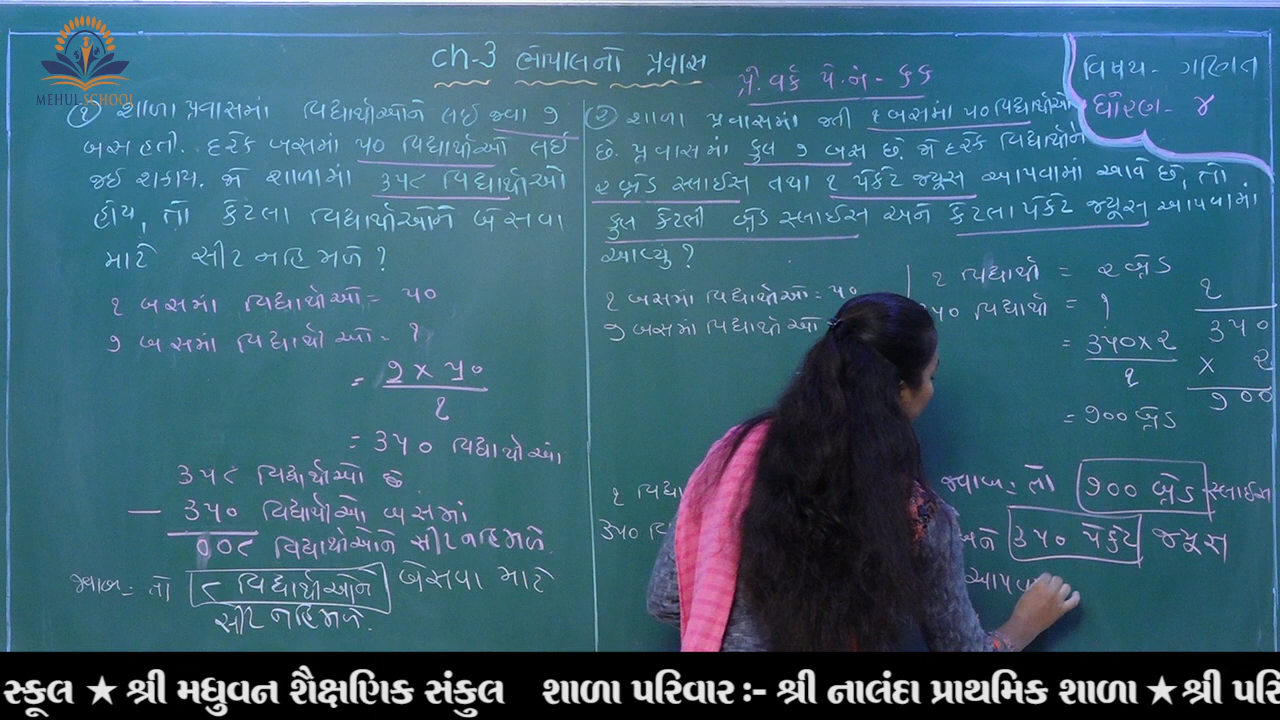 MEHUL SCHOOL
ch-3 ભોપાલનો પ્રવાસ
પ્રો. વર્ક પે. નં - ૬૬
વિષય - ગણિત
ધોરણ - ૪
(૧) શાળા પ્રવાસમાં વિદ્યાર્થીઓને લઈ જવા ૭
બસ હતી. દરેક બસમાં ૫૦ વિદ્યાર્થીઓ લઈ
જઈ શકાય. જો શાળામાં ૩૫૮ વિદ્યાર્થીઓ
હોય, તો કેટલા વિદ્યાર્થીઓને બેસવા
માટે સીટ નહિ મળે ?
૧ બસમાં વિદ્યાર્થીઓ = ૫૦
૭ બસમાં વિદ્યાર્થીઓ = ?
= ૭ × ૫૦
૧
= ૩૫૦ વિદ્યાર્થીઓ
૩૫૮ વિદ્યાર્થીઓ છે
— ૩૫૦ વિદ્યાર્થીઓ બસમાં
૦૦૮ વિદ્યાર્થીઓને સીટ નહિ મળે.
જવાબ = તો ૮ વિદ્યાર્થીઓને બેસવા માટે
સીટ નહિ મળે.
(૨) શાળા પ્રવાસમાં જતી ૧ બસમાં ૫૦ વિદ્યાર્થીઓ
છે. પ્રવાસમાં કુલ ૭ બસ છે. જો દરેક વિદ્યાર્થીને
૨ બ્રેડ સ્લાઈસ તથા ૧ પેકેટ જ્યૂસ આપવામાં આવે છે, તો
કુલ કેટલી બ્રેડ સ્લાઈસ અને કેટલા પેકેટ જ્યૂસ આપવામાં
આવ્યું ?
૧ બસમાં વિદ્યાર્થીઓ = ૫૦
૭ બસમાં વિદ્યાર્થીઓ =
૧
૩૫૦
૧ વિદ્યાર્થી = ૨ બ્રેડ
૫૦ વિદ્યાર્થી = ?
= ૩૫૦ × ૨
૧
= ૭૦૦ બ્રેડ
૧
૩૫૦
× ૨
૭૦૦
જવાબ = તો ૭૦૦ બ્રેડ સ્લાઈસ
અને ૩૫૦ પેકેટ જ્યૂસ
સ્કૂલ ★ શ્રી મધુવન શૈક્ષણિક સંકુલ શાળા પરિવાર :- શ્રી નાલંદા પ્રાથમિક શાળા ★ શ્રી પરિ